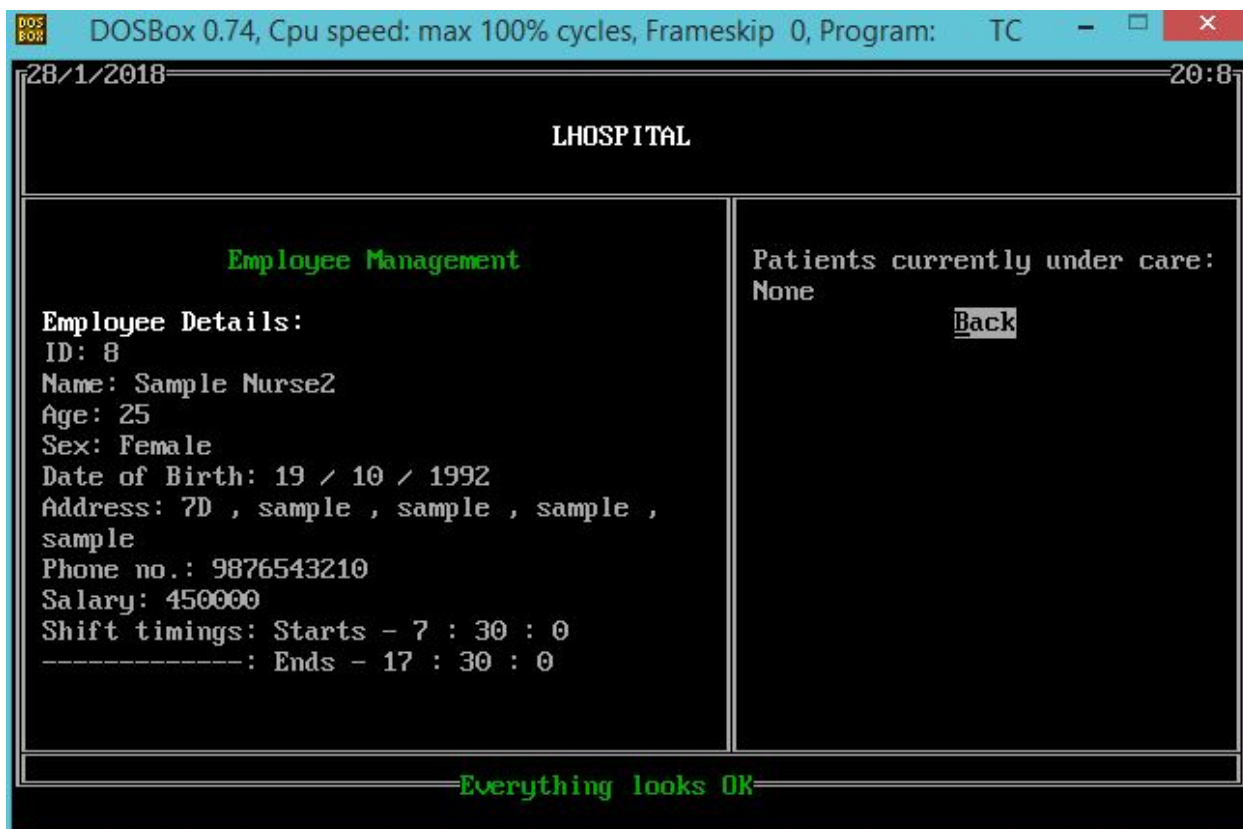 DOS
BOX
DOSBox 0.74, Cpu speed: max 100% cycles, Frameskip 0, Program: TC
28/1/2018 20:8
LHOSPITAL
Employee Management
Employee Details:
ID: 8
Name: Sample Nurse2
Age: 25
Sex: Female
Date of Birth: 19 / 10 / 1992
Address: 7D , sample , sample , sample ,
sample
Phone no.: 9876543210
Salary: 450000
Shift timings: Starts - 7 : 30 : 0
-------------: Ends - 17 : 30 : 0
Patients currently under care:
None
Back
Everything looks OK